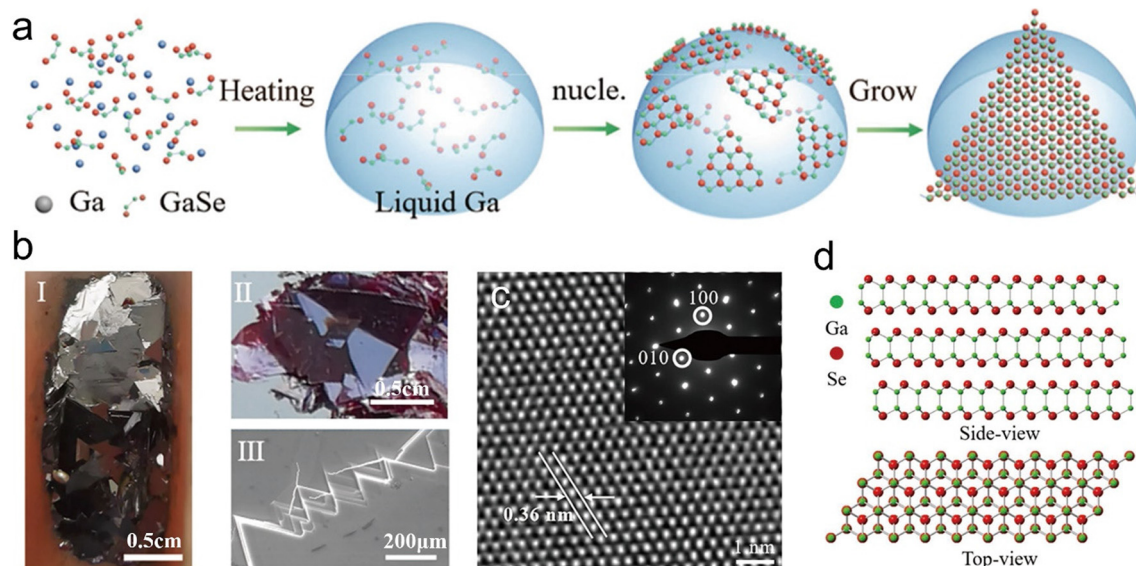 a
Heating
nucle.
Grow
Ga
GaSe
Liquid Ga
b
I
0.5cm
II
0.5cm
III
200μm
c
100
010
0.36 nm
1 nm
d
Ga
Se
Side-view
Top-view